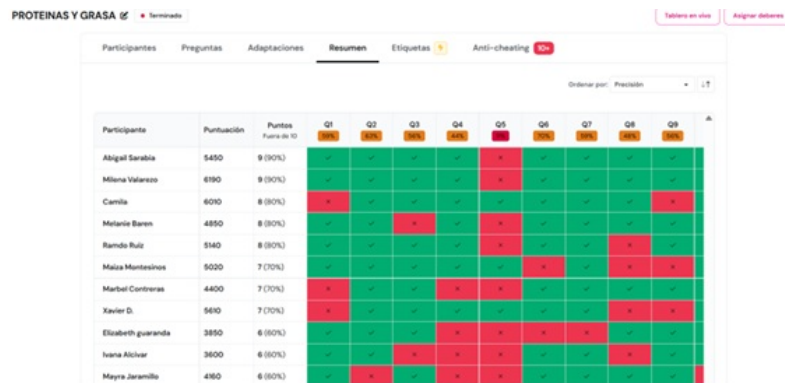 PROTEINAS Y GRASA Terminado Tablero en vivo Asignar deberes
Participantes Preguntas Adaptaciones Resumen Etiquetas Anti-cheating 10+
Ordenar por: Precisión
Participante Puntuación Puntos Q1 Q2 Q3 Q4 Q5 Q6 Q7 Q8 Q9
Fuera de 10 59% 63% 56% 44% 70% 59% 48% 56%
Abigail Sarabia 5450 9 (90%)
Milena Valarezo 6190 9 (90%)
Camila 6010 8 (80%)
Melanie Baren 4850 8 (80%)
Ramdo Ruiz 5140 8 (80%)
Maiza Montesinos 5020 7 (70%)
Marbel Contreras 4400 7 (70%)
Xavier D. 5610 7 (70%)
Elizabeth guaranda 3850 6 (60%)
Ivana Alcivar 3600 6 (60%)
Mayra Jaramillo 4160 6 (60%)